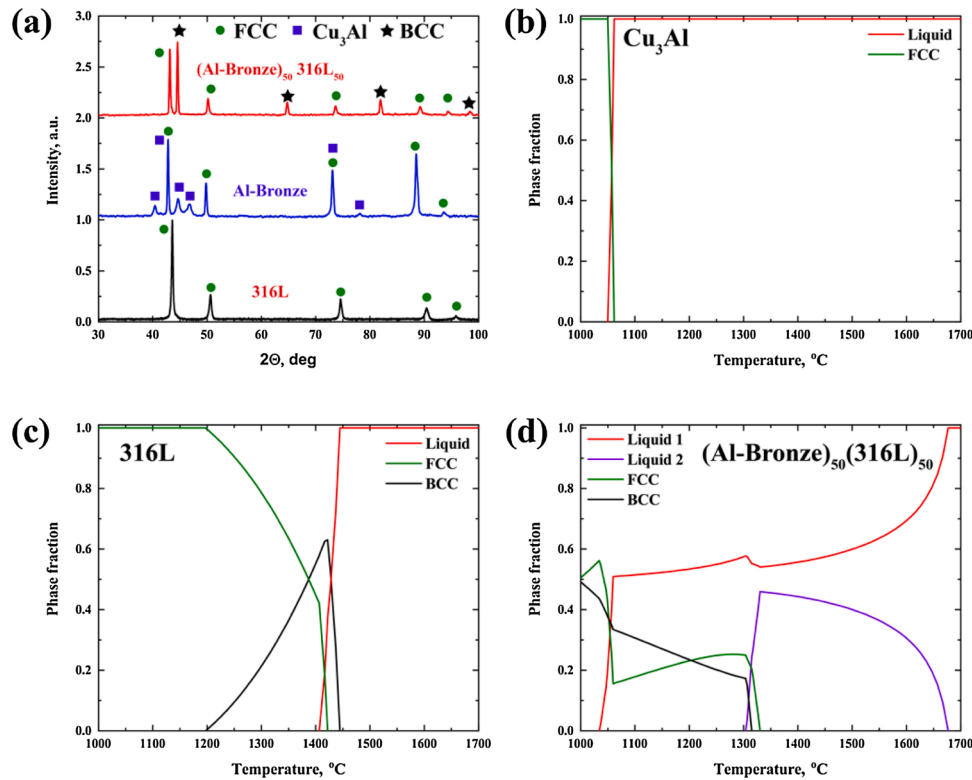 (a)
FCC Cu₃Al BCC
(Al-Bronze)₅₀ 316L₅₀
Al-Bronze
316L
Intensity, a.u.
3.0
2.5
2.0
1.5
1.0
0.5
0.0
30 40 50 60 70 80 90 100
2Θ, deg
(b)
Cu₃Al
Liquid
FCC
Phase fraction
1.0
0.8
0.6
0.4
0.2
0.0
1000 1100 1200 1300 1400 1500 1600 1700
Temperature, °C
(c)
316L
Liquid
FCC
BCC
Phase fraction
1.0
0.8
0.6
0.4
0.2
0.0
1000 1100 1200 1300 1400 1500 1600 1700
Temperature, °C
(d)
Liquid 1
Liquid 2
FCC
BCC
(Al-Bronze)₅₀(316L)₅₀
Phase fraction
1.0
0.8
0.6
0.4
0.2
0.0
1000 1100 1200 1300 1400 1500 1600 1700
Temperature, °C